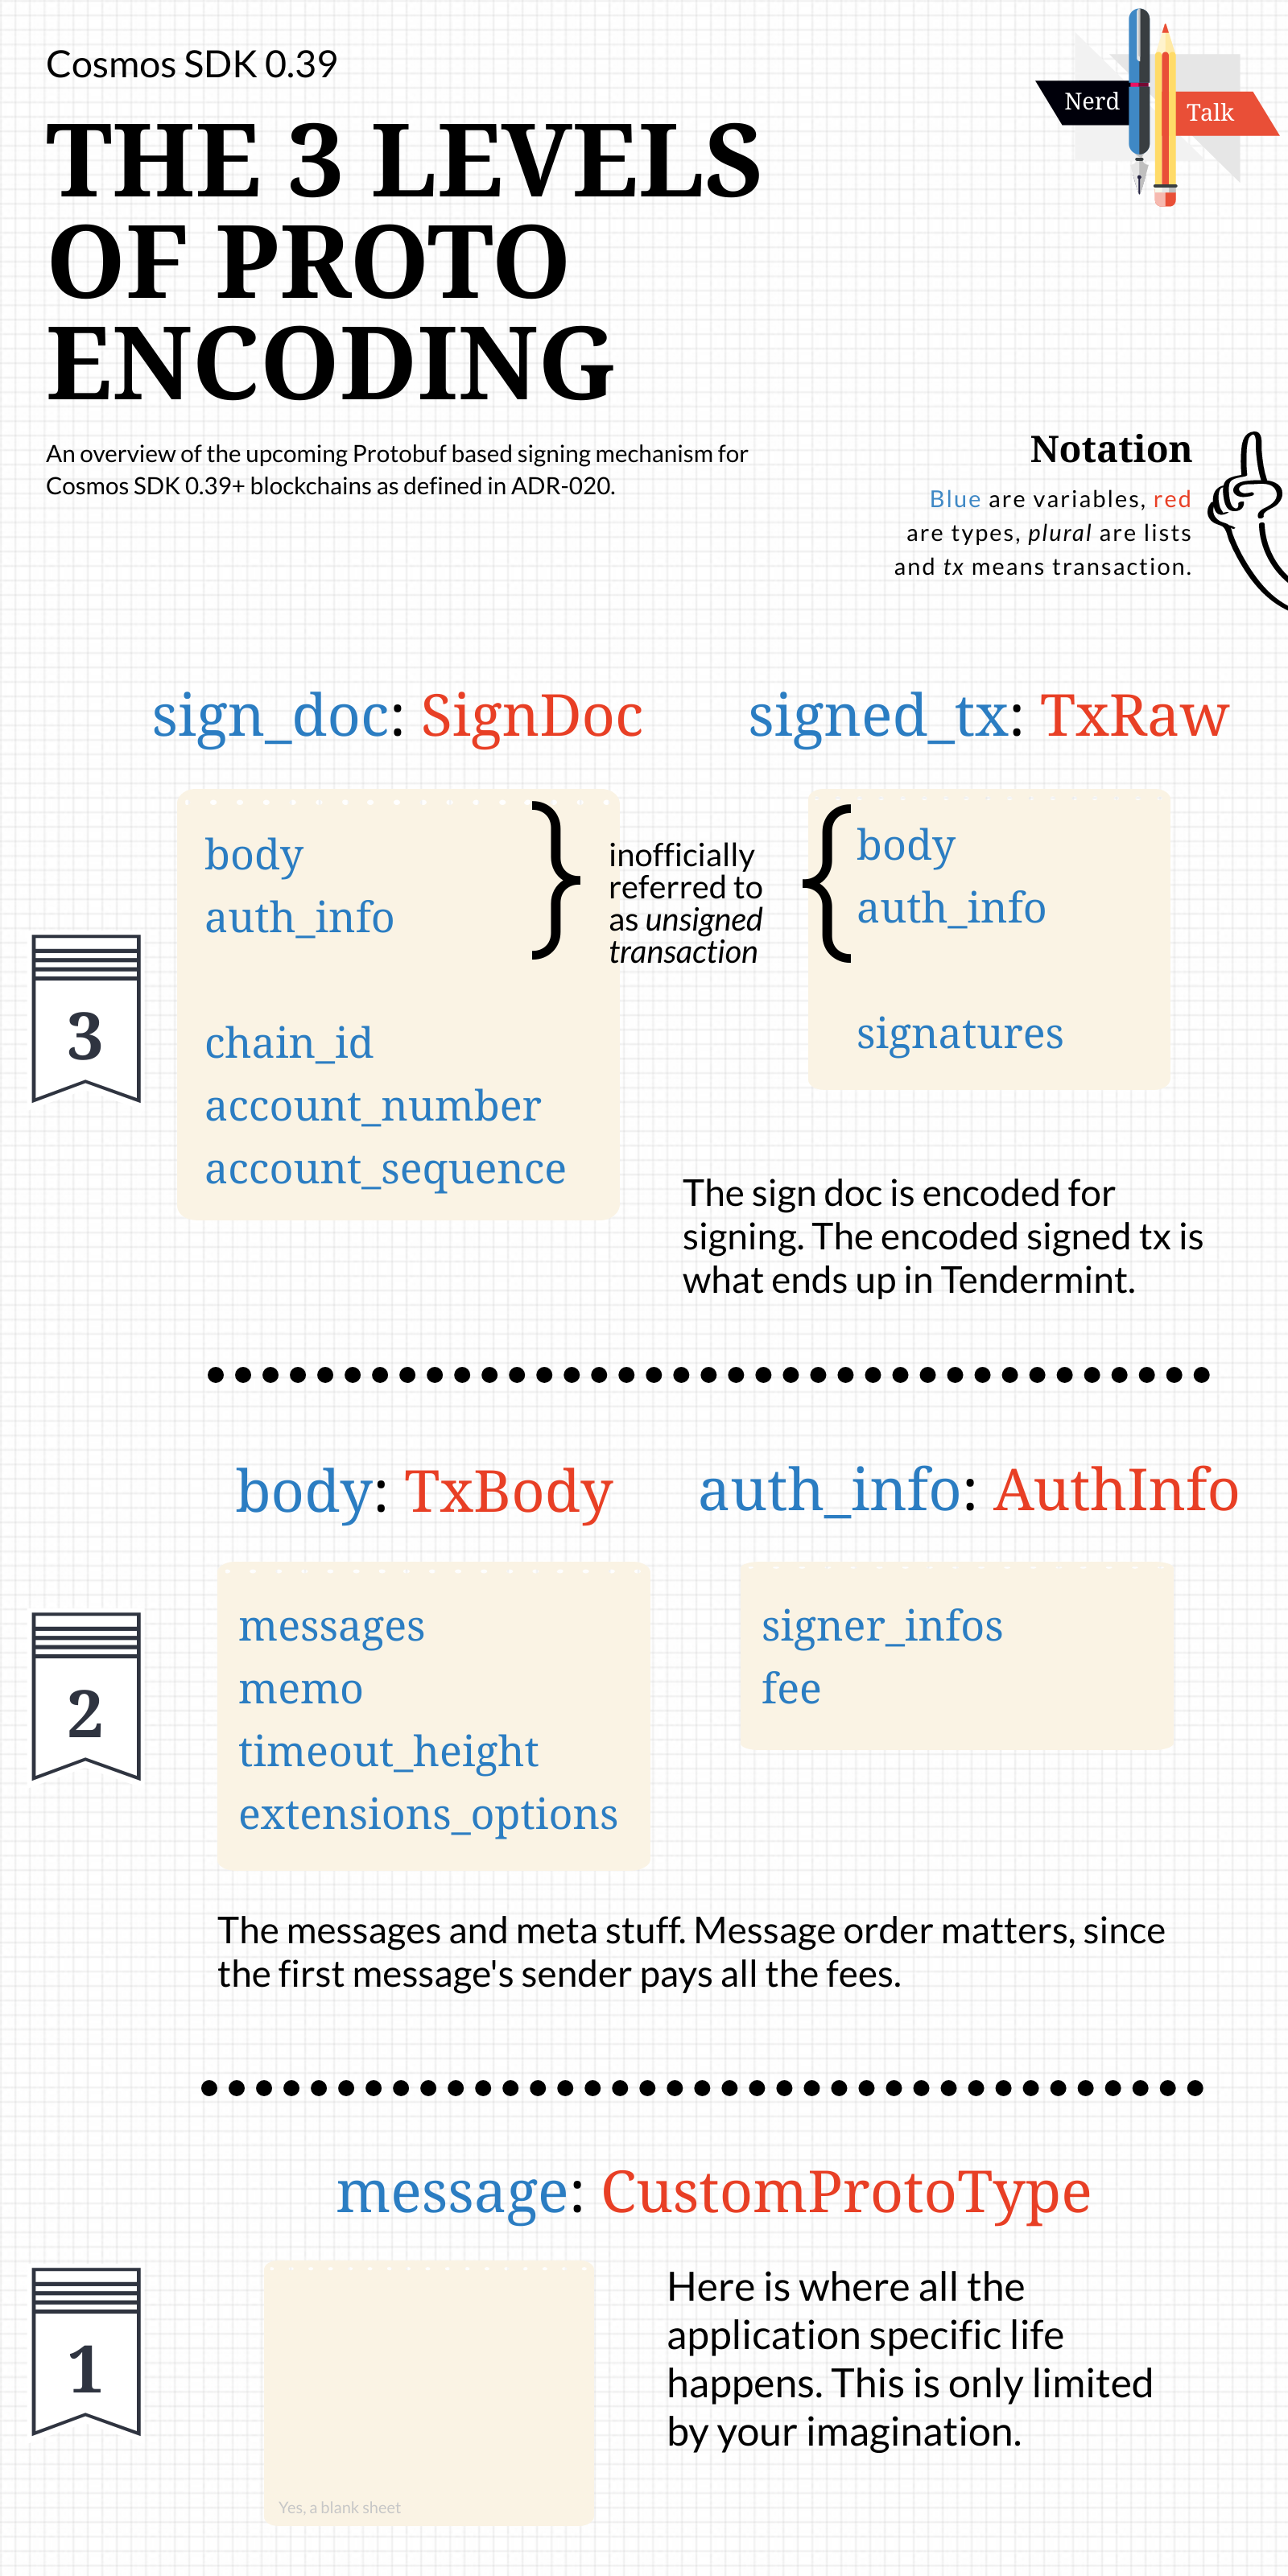 Cosmos SDK 0.39
Nerd
Talk
THE 3 LEVELS
OF PROTO
ENCODING
An overview of the upcoming Protobuf based signing mechanism for
Cosmos SDK 0.39+ blockchains as defined in ADR-020.
Notation
Blue are variables, red
are types, plural are lists
and tx means transaction.
sign_doc: SignDoc
signed_tx: TxRaw
3
body
auth_info
chain_id
account_number
account_sequence
inofficially
referred to
as unsigned
transaction
body
auth_info
signatures
The sign doc is encoded for
signing. The encoded signed tx is
what ends up in Tendermint.
body: TxBody
auth_info: AuthInfo
2
messages
memo
timeout_height
extensions_options
signer_infos
fee
The messages and meta stuff. Message order matters, since
the first message's sender pays all the fees.
message: CustomProtoType
1
Yes, a blank sheet
Here is where all the
application specific life
happens. This is only limited
by your imagination.